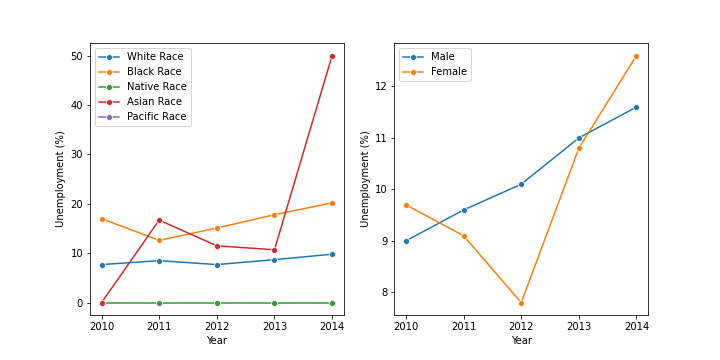 White Race
Black Race
Native Race
Asian Race
Pacific Race
50
40
30
20
10
0
Unemployment (%)
2010 2011 2012 2013 2014
Year
Male
Female
12
11
10
9
8
Unemployment (%)
2010 2011 2012 2013 2014
Year